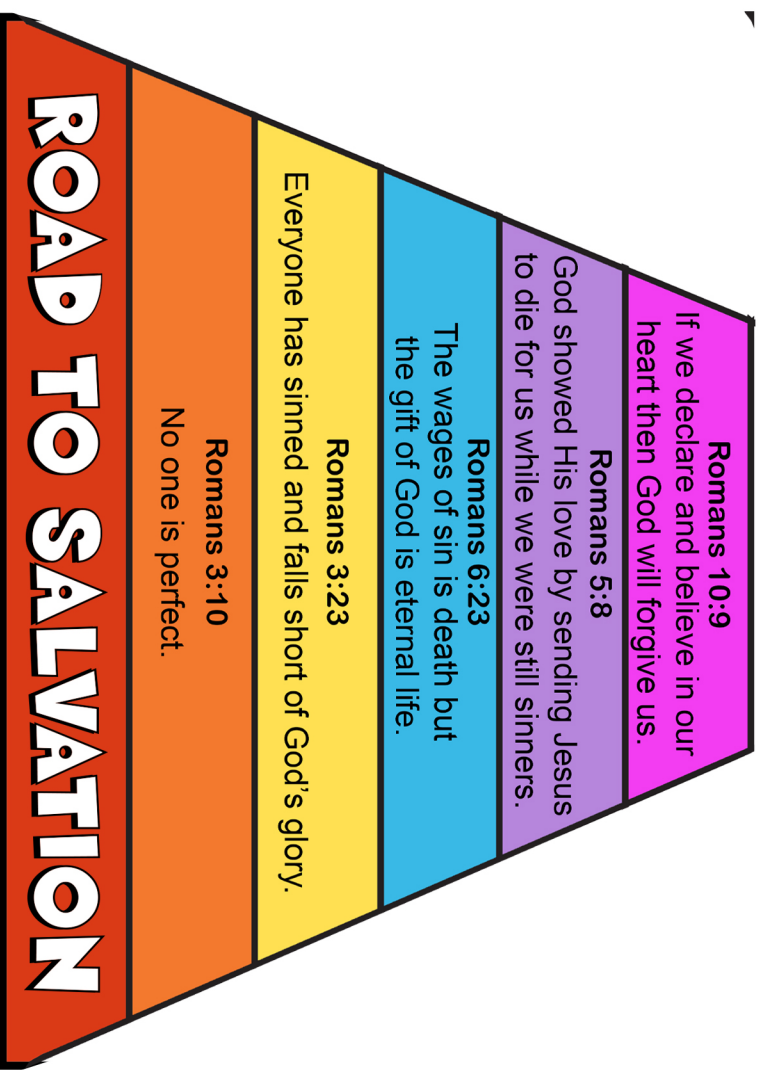 Romans 10:9
If we declare and believe in our
heart then God will forgive us.
Romans 5:8
God showed His love by sending Jesus
to die for us while we were still sinners.
Romans 6:23
The wages of sin is death but
the gift of God is eternal life.
Romans 3:23
Everyone has sinned and falls short of God's glory.
Romans 3:10
No one is perfect.
ROAD TO SALVATION